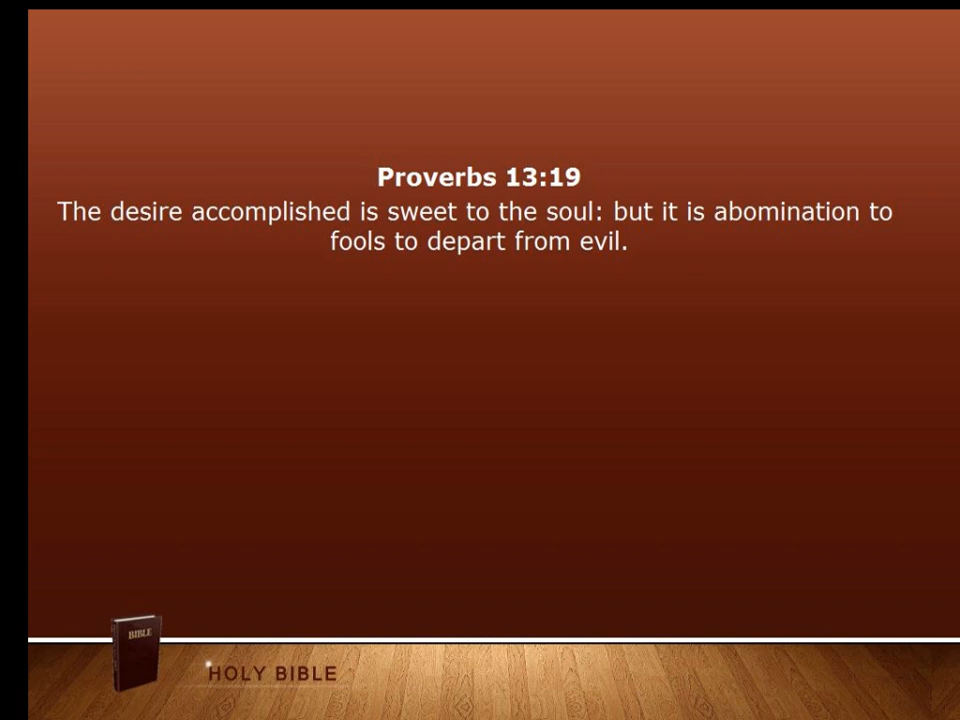 Proverbs 13:19
The desire accomplished is sweet to the soul: but it is abomination to
fools to depart from evil.
BIBLE
HOLY BIBLE